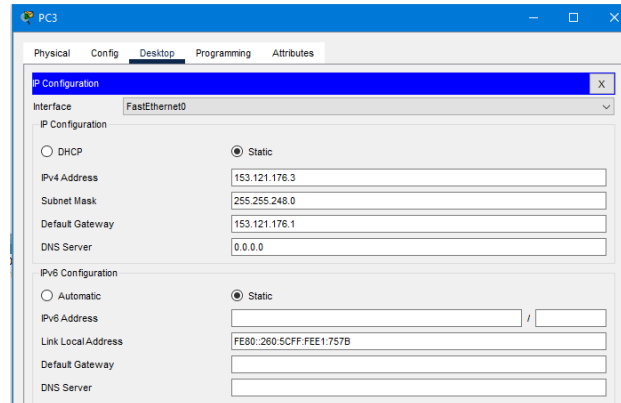 PC3
Physical Config Desktop Programming Attributes
IP Configuration X
Interface FastEthernet0
IP Configuration
DHCP Static
IPv4 Address 153.121.176.3
Subnet Mask 255.255.248.0
Default Gateway 153.121.176.1
DNS Server 0.0.0.0
IPv6 Configuration
Automatic Static
IPv6 Address /
Link Local Address FE80::260:5CFF:FEE1:757B
Default Gateway
DNS Server